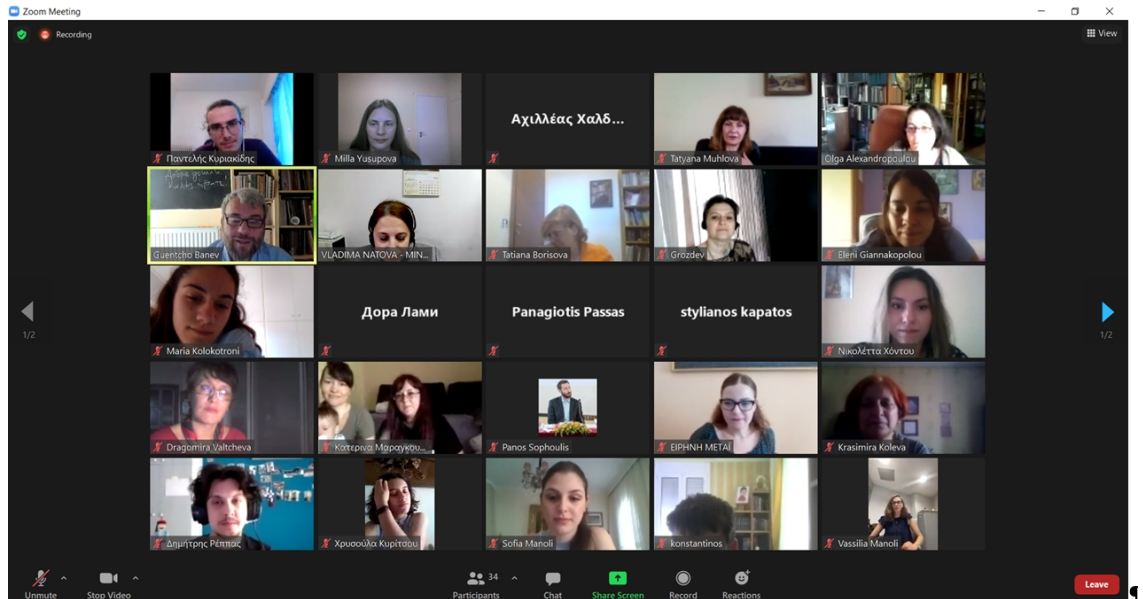 Zoom Meeting
Recording
View
Παντελής Κυριακίδης
Milla Yusupova
Αχιλλέας Χαλδ...
Tatyana Muhlova
Olga Alexandropoulou
Guentcho Banev
VLADIMA NATOVA - MIN...
Tatiana Borisova
Grozdev
Eleni Giannakopolou
Maria Kolokotroni
Дора Лами
Panagiotis Passas
stylianos kapatos
Νικολέττα Χόντου
1/2
1/2
Dragomira Valtcheva
Κατερινα Μαραγκου...
Panos Sophoulis
ΕΙΡΗΝΗ ΜΕΤΑΪ
Krasimira Koleva
Δημήτρης Ρέππας
Χρυσούλα Κυρίτσου
Sofia Manoli
konstantinos
Vassilia Manoli
Unmute
Stop Video
34
Participants
Chat
Share Screen
Record
Reactions
Leave